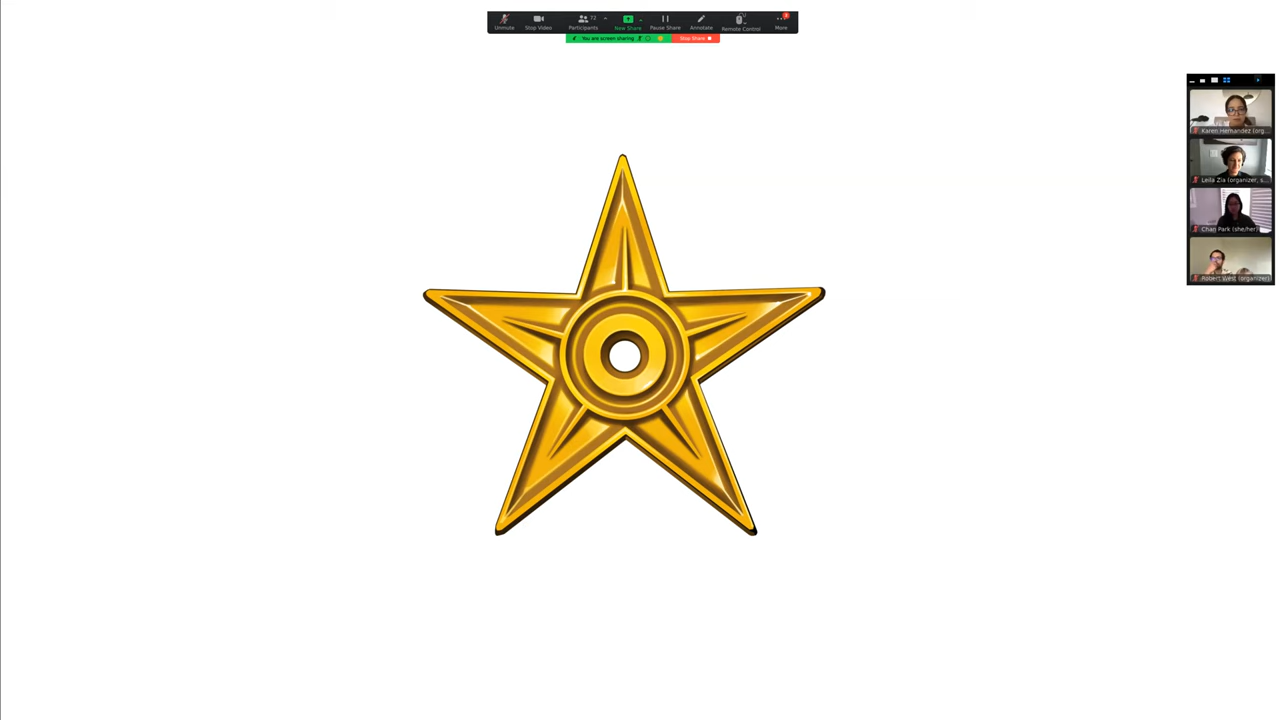 Unmute
Stop Video
Participants
72
New Share
Pause Share
Annotate
Remote Control
More
You are screen sharing
Stop Share
Karen Hernandez (org...
Leila Zia (organizer, s...
Chan Park (she/her)
Robert West (organizer)